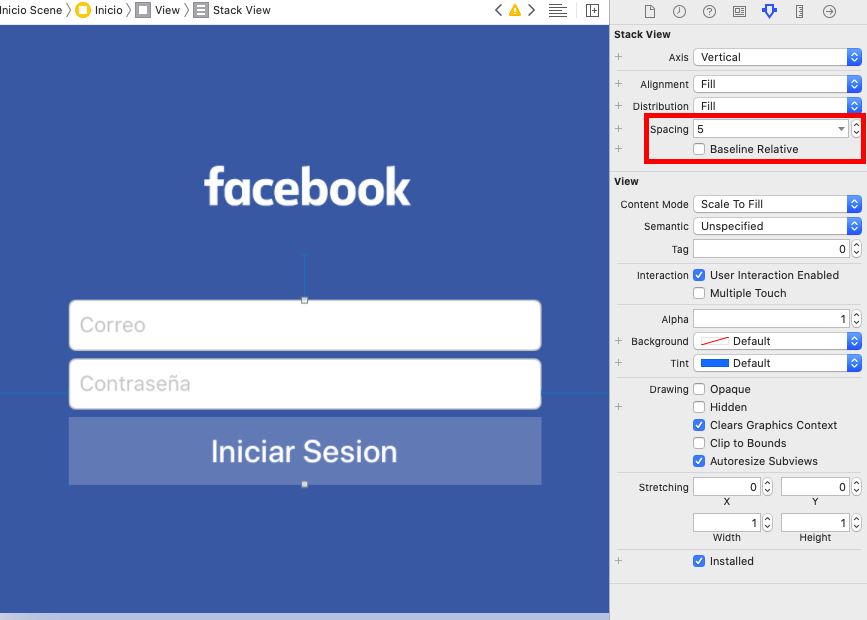 Inicio Scene Inicio View Stack View
facebook
Correo
Contraseña
Iniciar Sesion
Stack View
Axis Vertical
Alignment Fill
Distribution Fill
Spacing 5
Baseline Relative
View
Content Mode Scale To Fill
Semantic Unspecified
Tag 0
Interaction User Interaction Enabled
Multiple Touch
Alpha 1
Background Default
Tint Default
Drawing Opaque
Hidden
Clears Graphics Context
Clip to Bounds
Autoresize Subviews
Stretching 0 0
X Y
1 1
Width Height
Installed